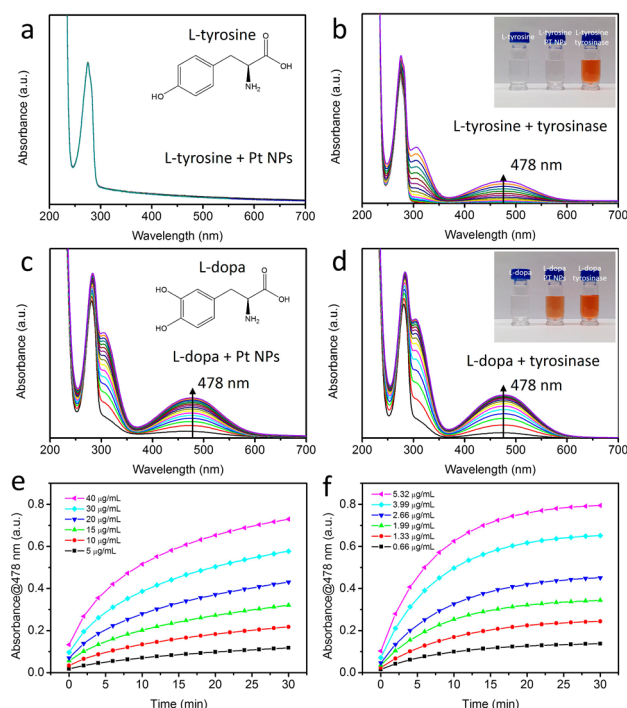 a
L-tyrosine
O
OH
HO
NH2
L-tyrosine + Pt NPs
Absorbance (a.u.)
200 300 400 500 600 700
Wavelength (nm)
b
L-tyrosine
L-tyrosine
PT NPs
L-tyrosine
tyrosinase
L-tyrosine + tyrosinase
478 nm
Absorbance (a.u.)
200 300 400 500 600 700
Wavelength (nm)
c
L-dopa
O
HO
OH
HO
NH2
L-dopa + Pt NPs
478 nm
Absorbance (a.u.)
200 300 400 500 600 700
Wavelength (nm)
d
L-dopa
L-dopa
PT NPs
L-dopa
tyrosinase
L-dopa + tyrosinase
478 nm
Absorbance (a.u.)
200 300 400 500 600 700
Wavelength (nm)
e
0.8
0.6
0.4
0.2
0.0
Absorbance@478 nm (a.u.)
40 μg/mL
30 μg/mL
20 μg/mL
15 μg/mL
10 μg/mL
5 μg/mL
0 5 10 15 20 25 30
Time (min)
f
0.8
0.6
0.4
0.2
0.0
Absorbance@478 nm (a.u.)
5.32 μg/mL
3.99 μg/mL
2.66 μg/mL
1.99 μg/mL
1.33 μg/mL
0.66 μg/mL
0 5 10 15 20 25 30
Time (min)